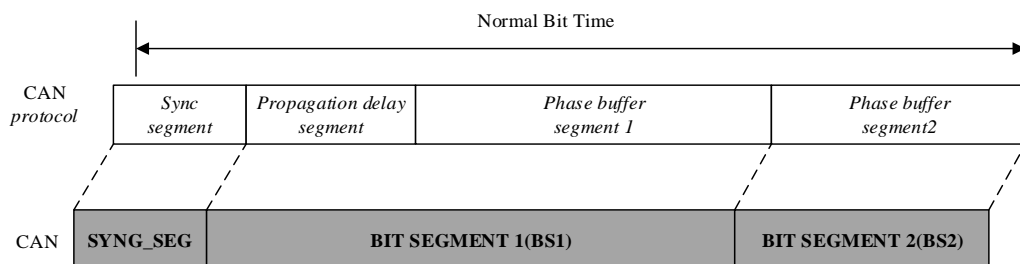 Normal Bit Time
CAN
protocol
Sync
segment
Propagation delay
segment
Phase buffer
segment 1
Phase buffer
segment2
CAN
SYNG_SEG
BIT SEGMENT 1(BS1)
BIT SEGMENT 2(BS2)